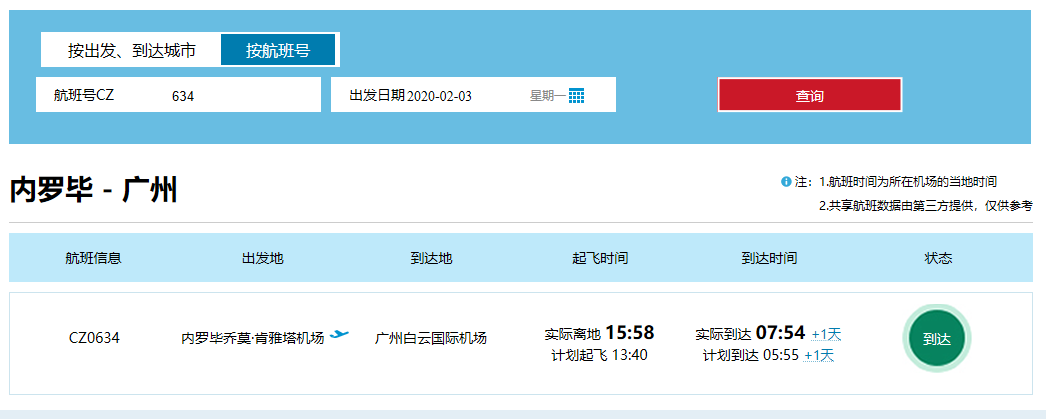 按出发、到达城市 按航班号
航班号CZ 634 出发日期 2020-02-03 星期一 查询
内罗毕 - 广州
注： 1.航班时间为所在机场的当地时间
2.共享航班数据由第三方提供，仅供参考
航班信息 出发地 到达地 起飞时间 到达时间 状态
CZ0634 内罗毕乔莫·肯雅塔机场 广州白云国际机场 实际离地 15:58 实际到达 07:54 +1天 到达
计划起飞 13:40 计划到达 05:55 +1天